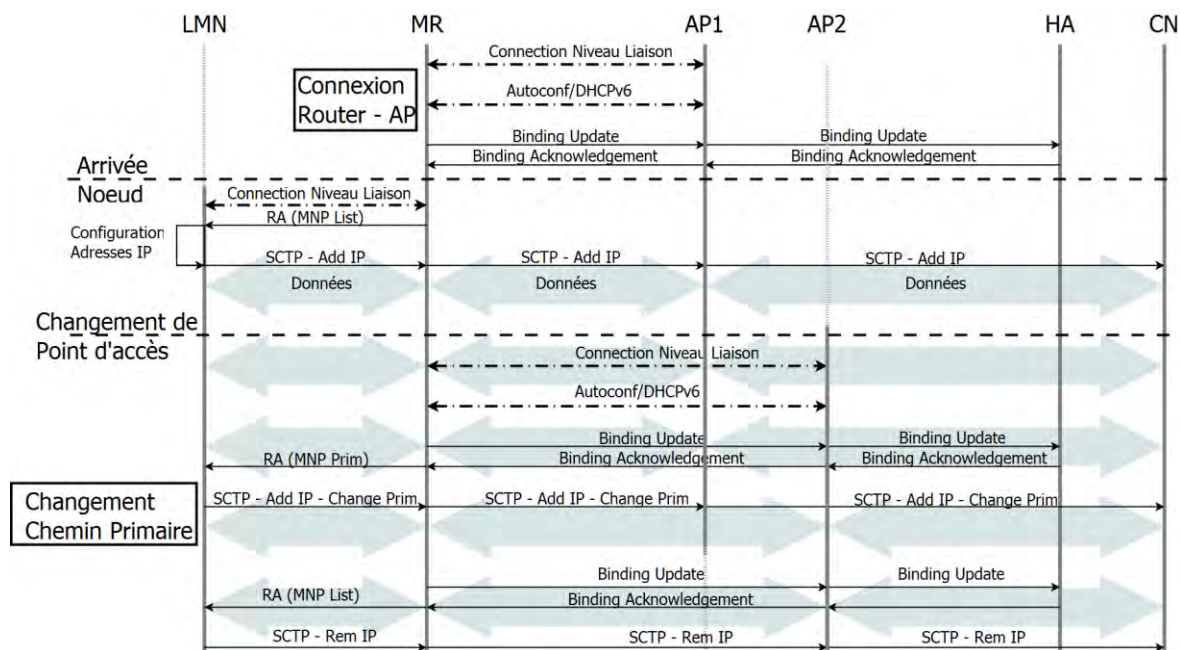 LMN MR AP1 AP2 HA CN
Connection Niveau Liaison
Connexion
Router - AP
Autoconf/DHCPv6
Binding Update Binding Update
Binding Acknowledgement Binding Acknowledgement
Arrivée
Noeud
Connection Niveau Liaison
RA (MNP List)
Configuration
Adresses IP
SCTP - Add IP SCTP - Add IP SCTP - Add IP
Données Données Données
Changement de
Point d'accès
Connection Niveau Liaison
Autoconf/DHCPv6
Binding Update Binding Update
RA (MNP Prim) Binding Acknowledgement Binding Acknowledgement
Changement
Chemin Primaire
SCTP - Add IP - Change Prim SCTP - Add IP - Change Prim SCTP - Add IP - Change Prim
Binding Update Binding Update
RA (MNP List) Binding Acknowledgement
SCTP - Rem IP SCTP - Rem IP SCTP - Rem IP